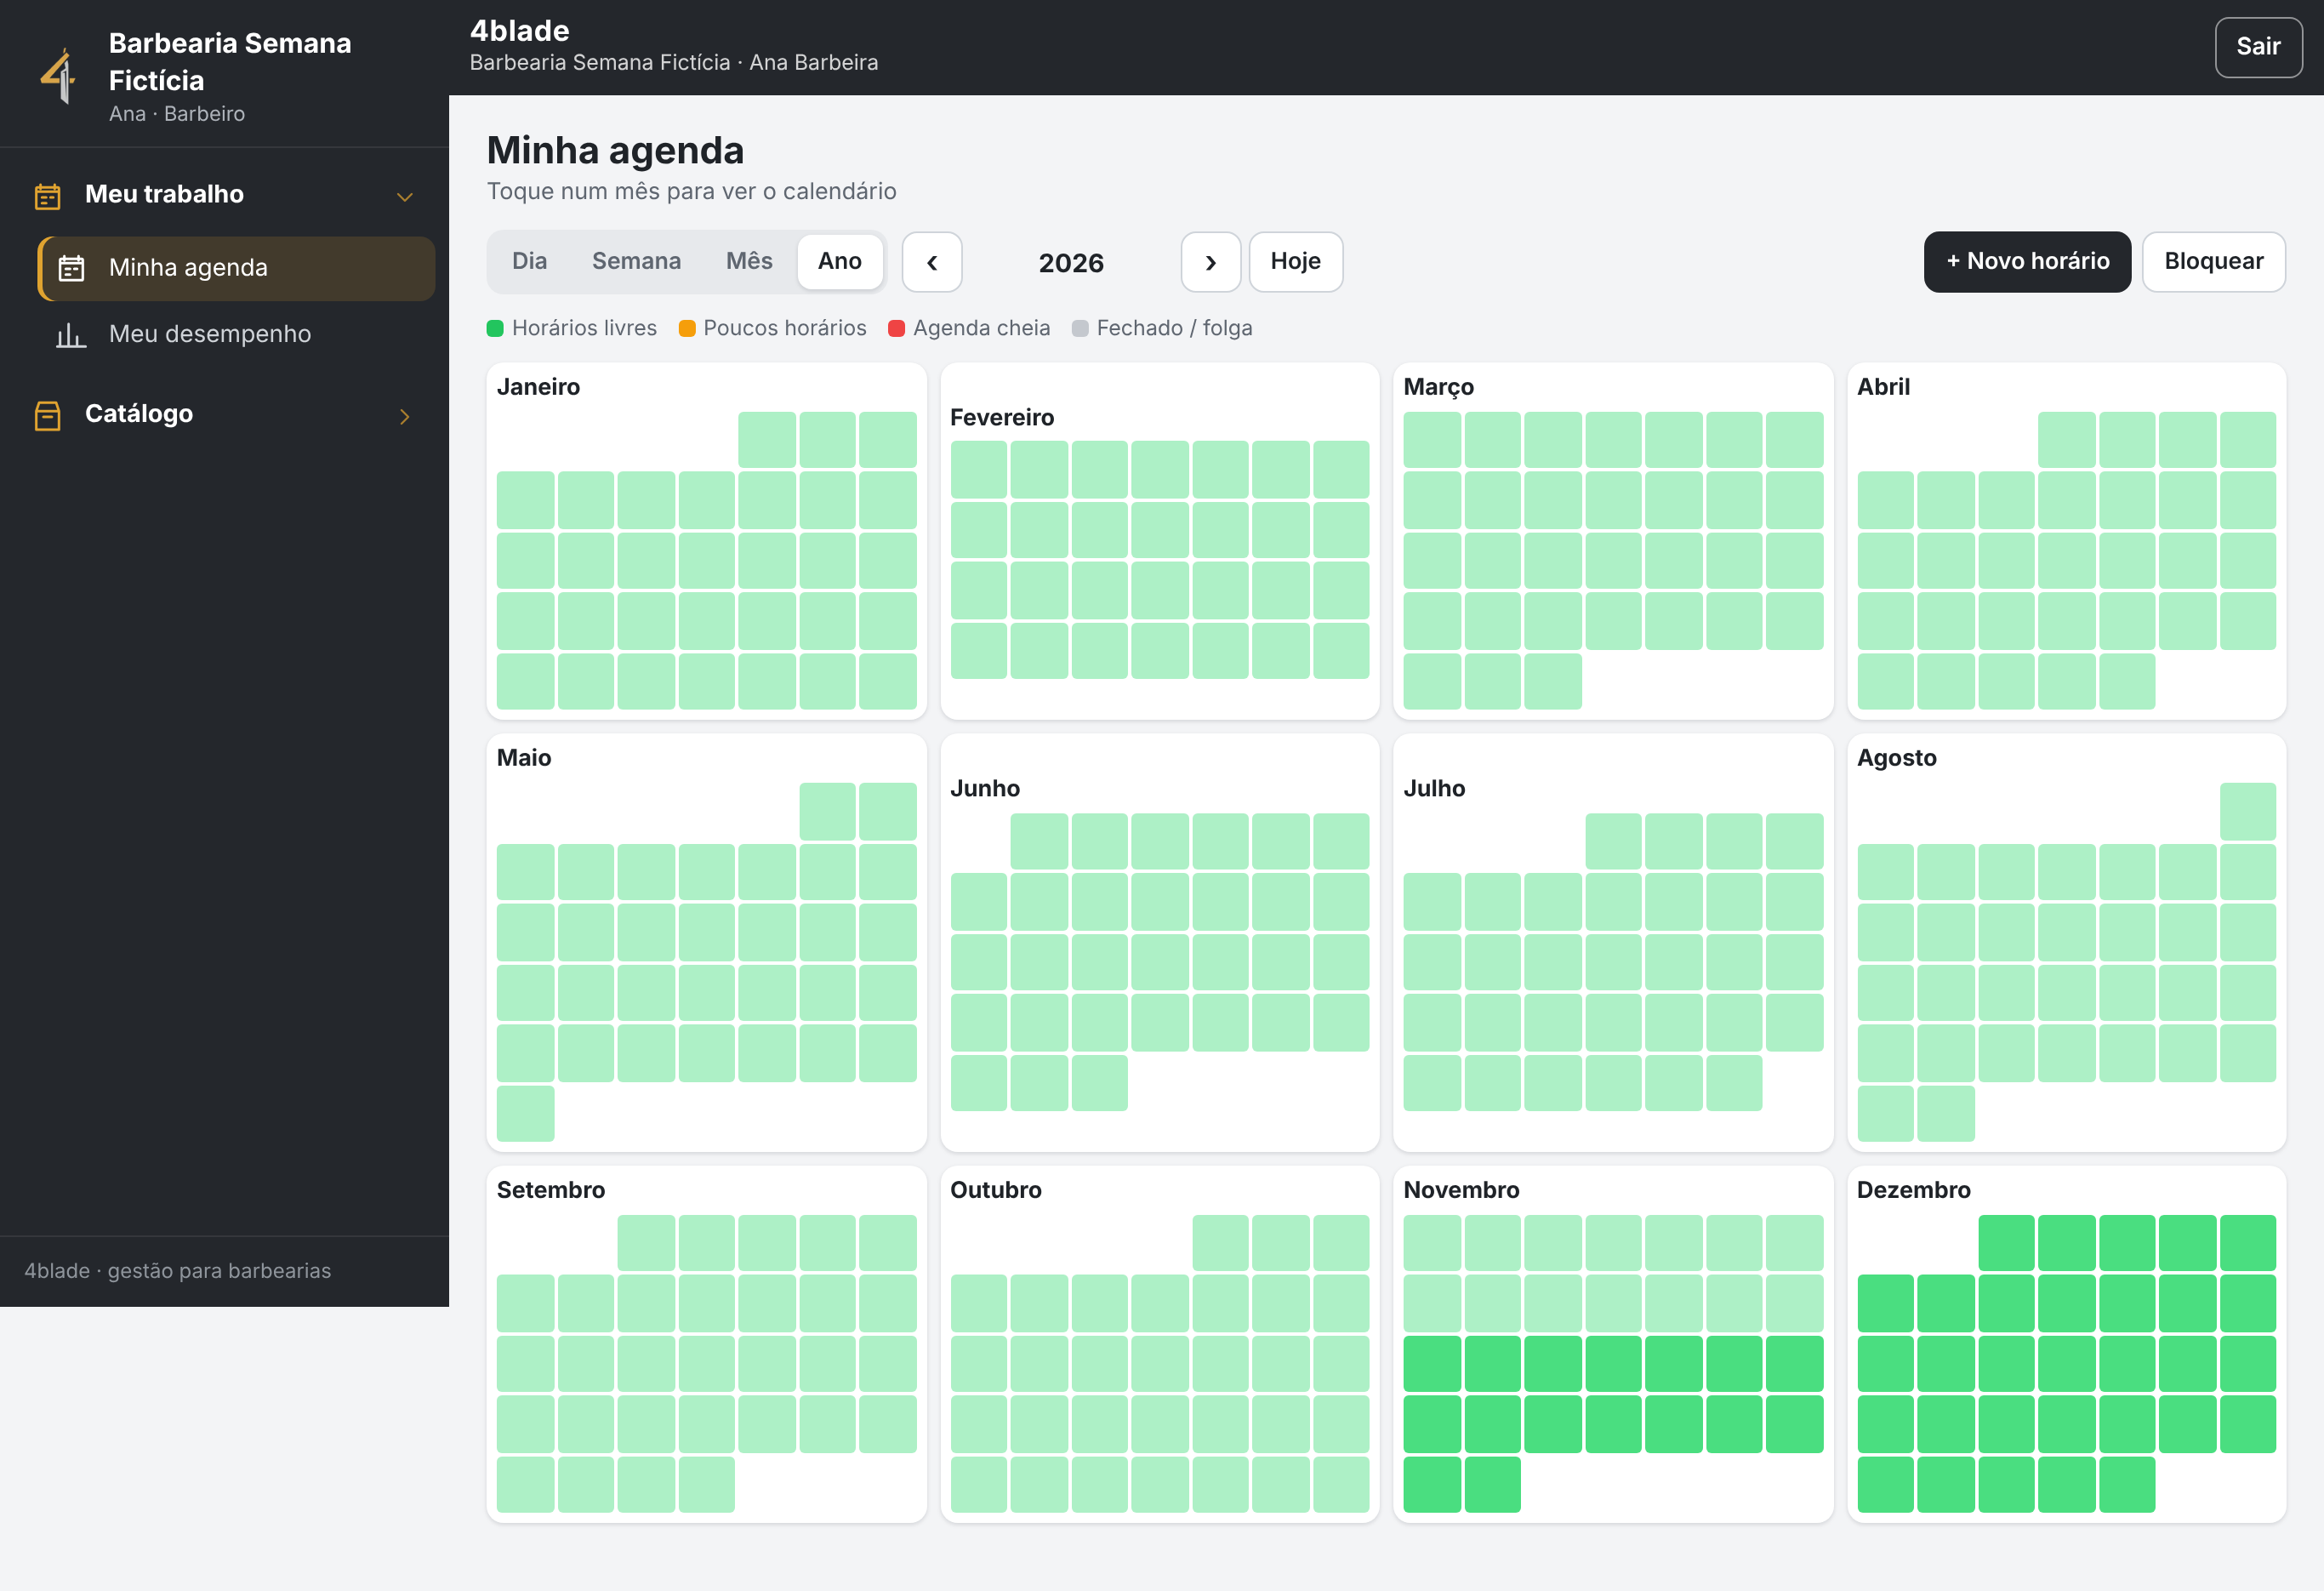 Barbearia Semana
Fictícia
Ana · Barbeiro
Meu trabalho
Minha agenda
Meu desempenho
Catálogo
4blade · gestão para barbearias
4blade
Barbearia Semana Fictícia · Ana Barbeira
Sair
Minha agenda
Toque num mês para ver o calendário
Dia Semana Mês Ano ‹ 2026 › Hoje + Novo horário Bloquear
Horários livres Poucos horários Agenda cheia Fechado / folga
Janeiro Fevereiro Março Abril
Maio Junho Julho Agosto
Setembro Outubro Novembro Dezembro